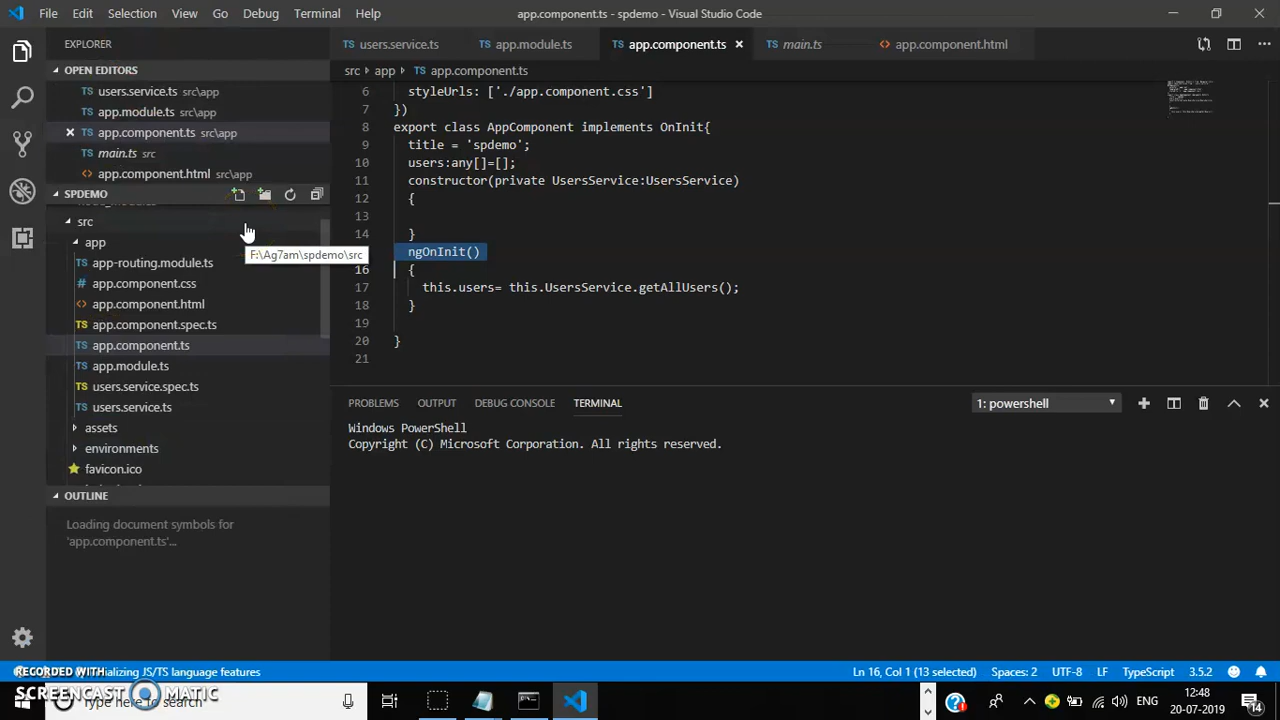 File Edit Selection View Go Debug Terminal Help app.component.ts - spdemo - Visual Studio Code
EXPLORER
OPEN EDITORS
TS users.service.ts src\app
TS app.module.ts src\app
TS app.component.ts src\app
TS main.ts src
<> app.component.html src\app
SPDEMO
src
app
TS app-routing.module.ts
# app.component.css
<> app.component.html
TS app.component.spec.ts
TS app.component.ts
TS app.module.ts
TS users.service.spec.ts
TS users.service.ts
assets
environments
favicon.ico
F:\Ag7am\spdemo\src
OUTLINE
Loading document symbols for
'app.component.ts'...
TS users.service.ts TS app.module.ts TS app.component.ts TS main.ts <> app.component.html
src app TS app.component.ts
6 styleUrls: ['./app.component.css']
7 })
8 export class AppComponent implements OnInit{
9 title = 'spdemo';
10 users:any[]=[];
11 constructor(private UsersService:UsersService)
12 {
13
14 }
ngOnInit()
16 {
17 this.users= this.UsersService.getAllUsers();
18 }
19
20 }
21
PROBLEMS OUTPUT DEBUG CONSOLE TERMINAL 1: powershell
Windows PowerShell
Copyright (C) Microsoft Corporation. All rights reserved.
JS/TS language features Ln 16, Col 1 (13 selected) Spaces: 2 UTF-8 LF TypeScript 3.5.2
RECORDED WITH
SCREENCAST MATIC
Type here to search
ENG
12:48
20-07-2019
14